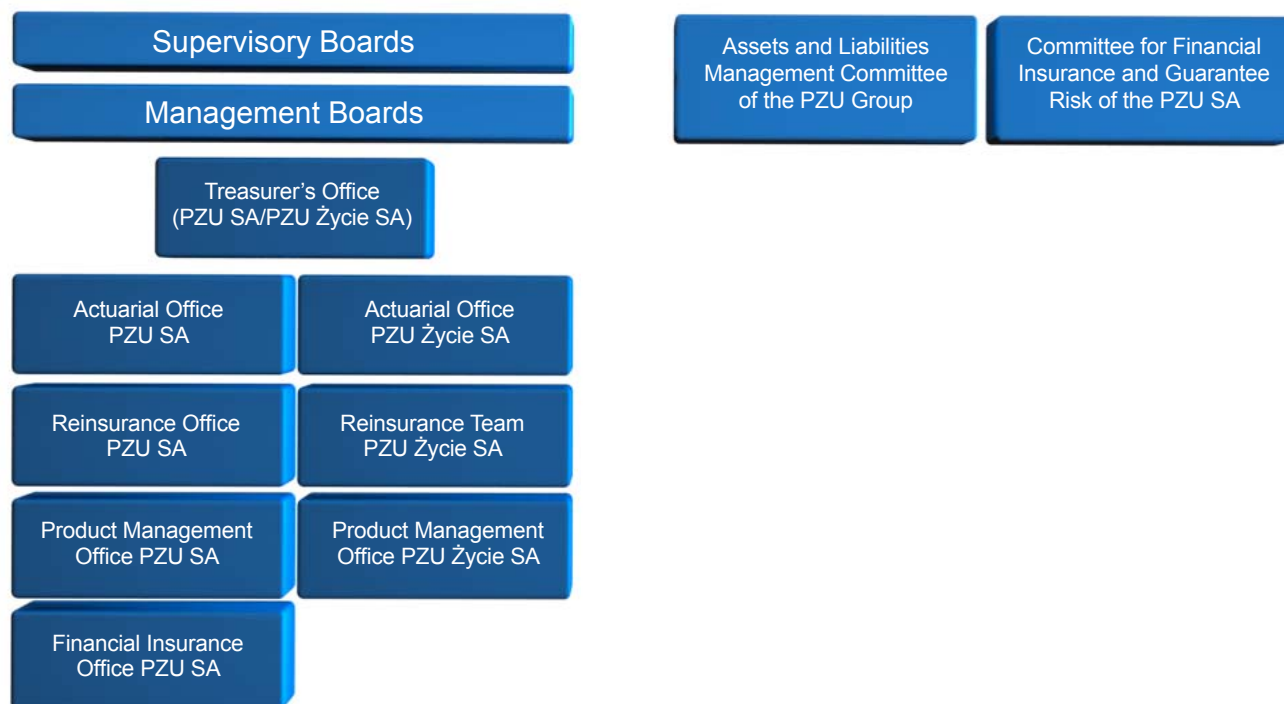 Supervisory Boards
Management Boards
Assets and Liabilities
Management Committee
of the PZU Group
Committee for Financial
Insurance and Guarantee
Risk of the PZU SA
Treasurer’s Office
(PZU SA/PZU Życie SA)
Actuarial Office
PZU SA
Actuarial Office
PZU Życie SA
Reinsurance Office
PZU SA
Reinsurance Team
PZU Życie SA
Product Management
Office PZU SA
Product Management
Office PZU Życie SA
Financial Insurance
Office PZU SA